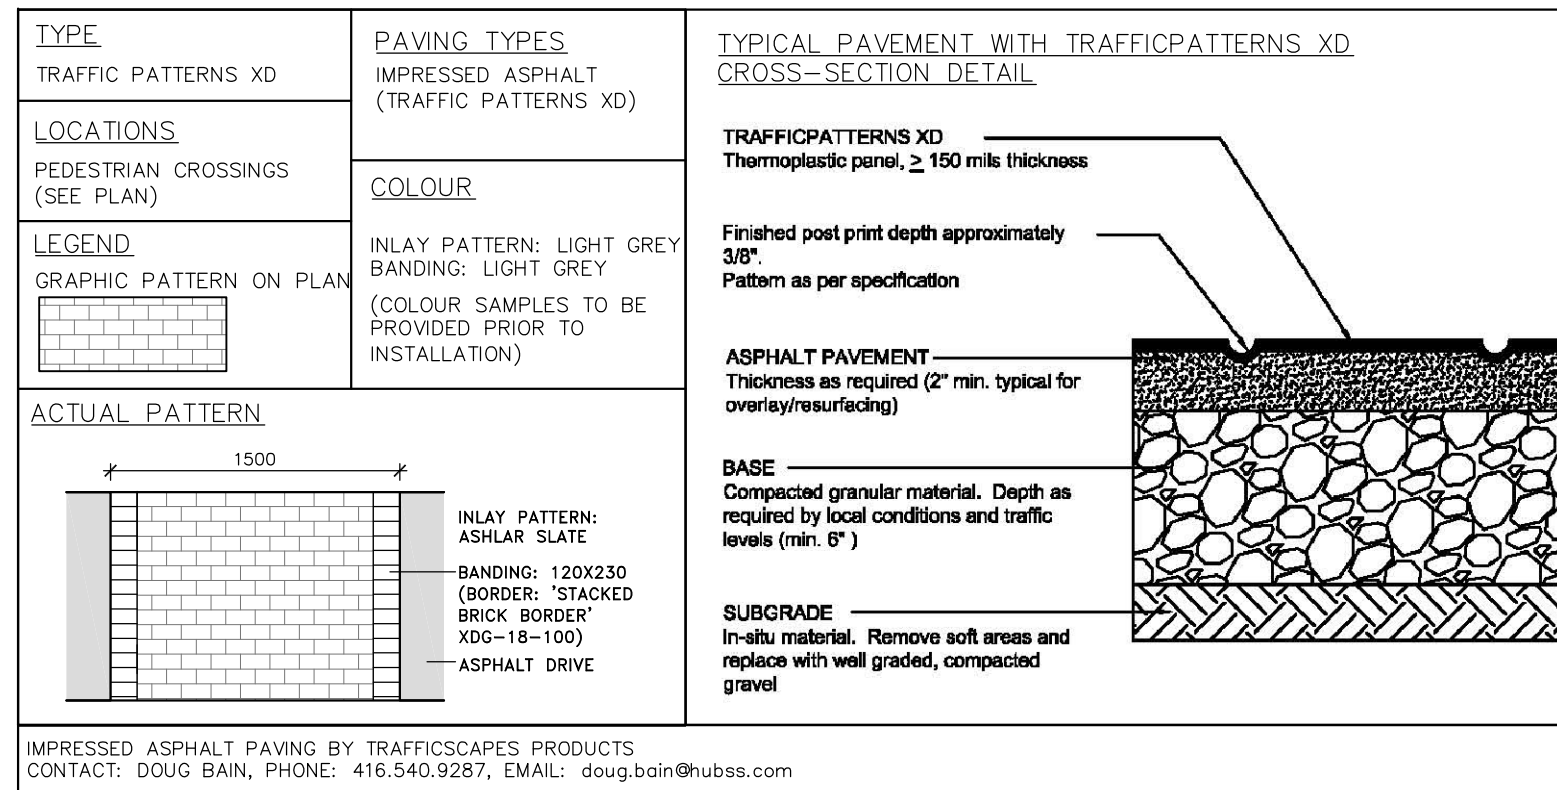 TYPE
TRAFFIC PATTERNS XD
LOCATIONS
PEDESTRIAN CROSSINGS
(SEE PLAN)
LEGEND
GRAPHIC PATTERN ON PLAN
PAVING TYPES
IMPRESSED ASPHALT
(TRAFFIC PATTERNS XD)
COLOUR
INLAY PATTERN: LIGHT GREY
BANDING: LIGHT GREY
(COLOUR SAMPLES TO BE
PROVIDED PRIOR TO
INSTALLATION)
ACTUAL PATTERN
1500
INLAY PATTERN:
ASHLAR SLATE
BANDING: 120X230
(BORDER: 'STACKED
BRICK BORDER'
XDG-18-100)
ASPHALT DRIVE
TYPICAL PAVEMENT WITH TRAFFICPATTERNS XD
CROSS-SECTION DETAIL
TRAFFICPATTERNS XD
Thermoplastic panel, ≥ 150 mils thickness
Finished post print depth approximately
3/8".
Pattern as per specification
ASPHALT PAVEMENT
Thickness as required (2" min. typical for
overlay/resurfacing)
BASE
Compacted granular material. Depth as
required by local conditions and traffic
levels (min. 6" )
SUBGRADE
In-situ material. Remove soft areas and
replace with well graded, compacted
gravel
IMPRESSED ASPHALT PAVING BY TRAFFICSCAPES PRODUCTS
CONTACT: DOUG BAIN, PHONE: 416.540.9287, EMAIL: doug.bain@hubss.com